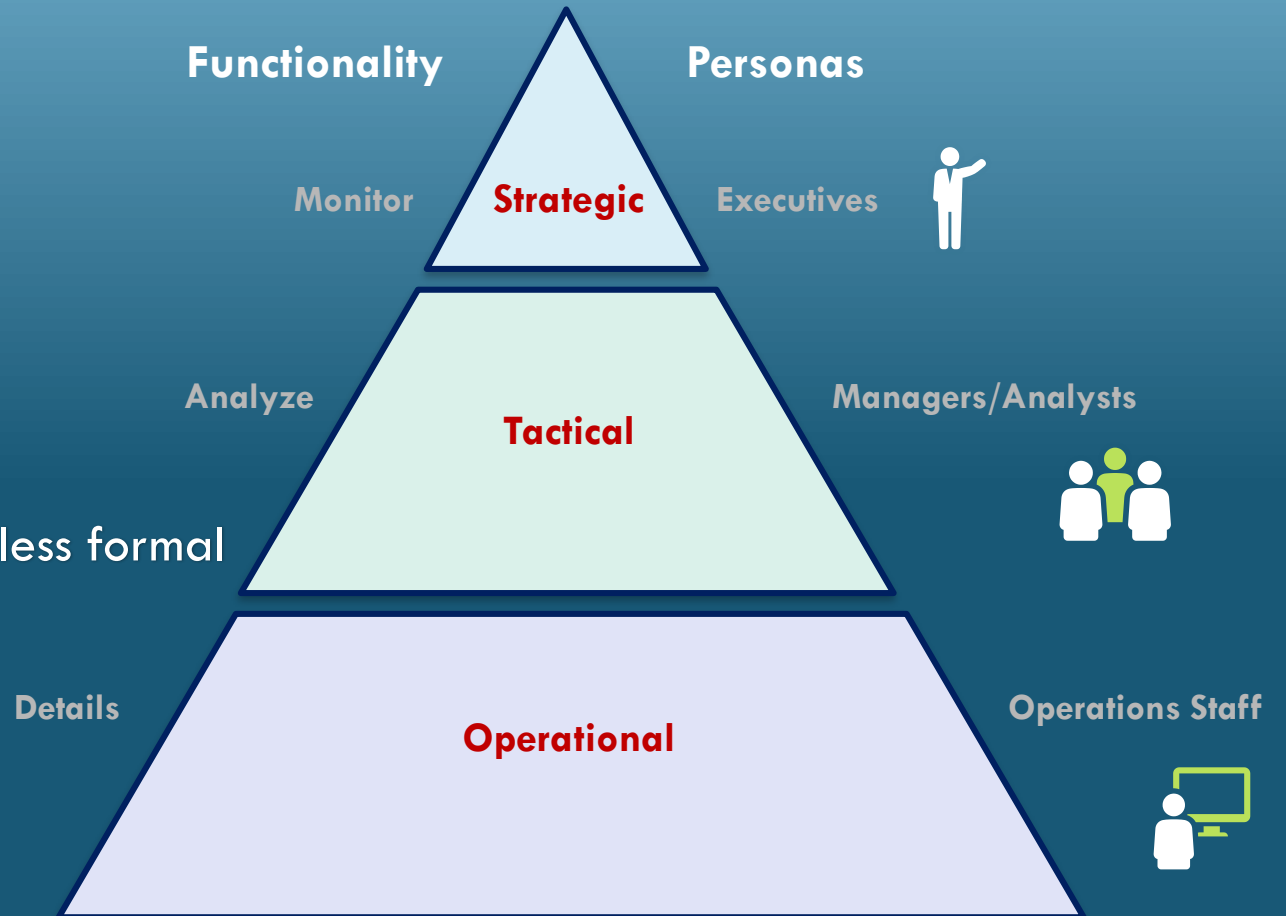 Functionality
Personas
Monitor
Strategic
Executives
Analyze
Tactical
Managers/Analysts
less formal
Details
Operational
Operations Staff